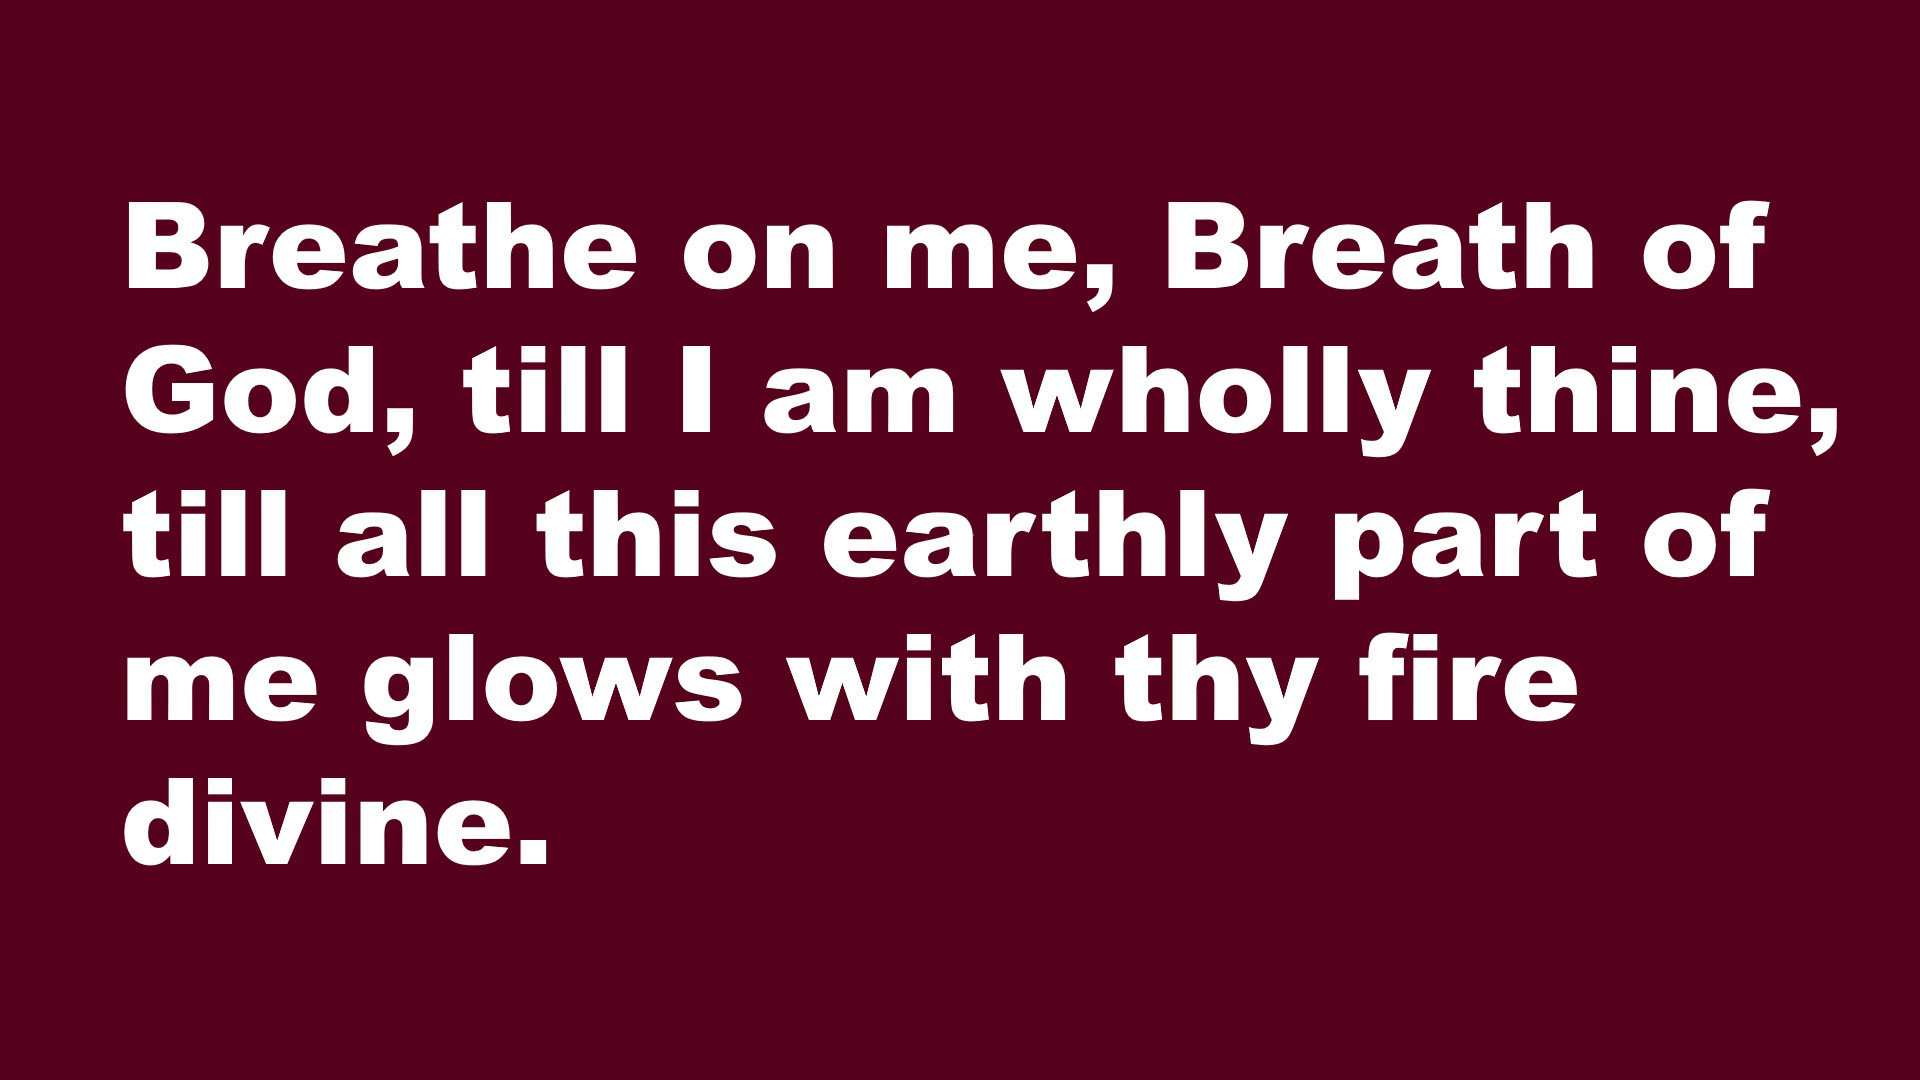 Breathe on me, Breath of
God, till I am wholly thine,
till all this earthly part of
me glows with thy fire
divine.